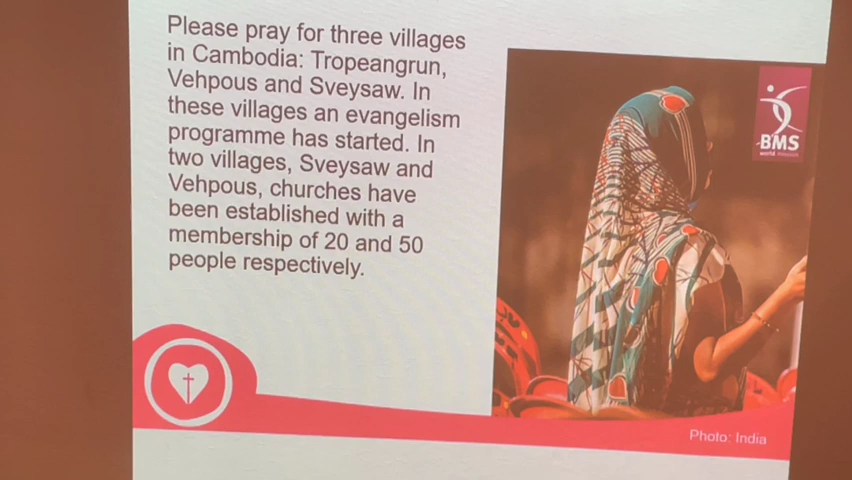 Please pray for three villages
in Cambodia: Tropeangrun,
Vehpous and Sveysaw. In
these villages an evangelism
programme has started. In
two villages, Sveysaw and
Vehpous, churches have
been established with a
membership of 20 and 50
people respectively.
BMS
world mission
Photo: India